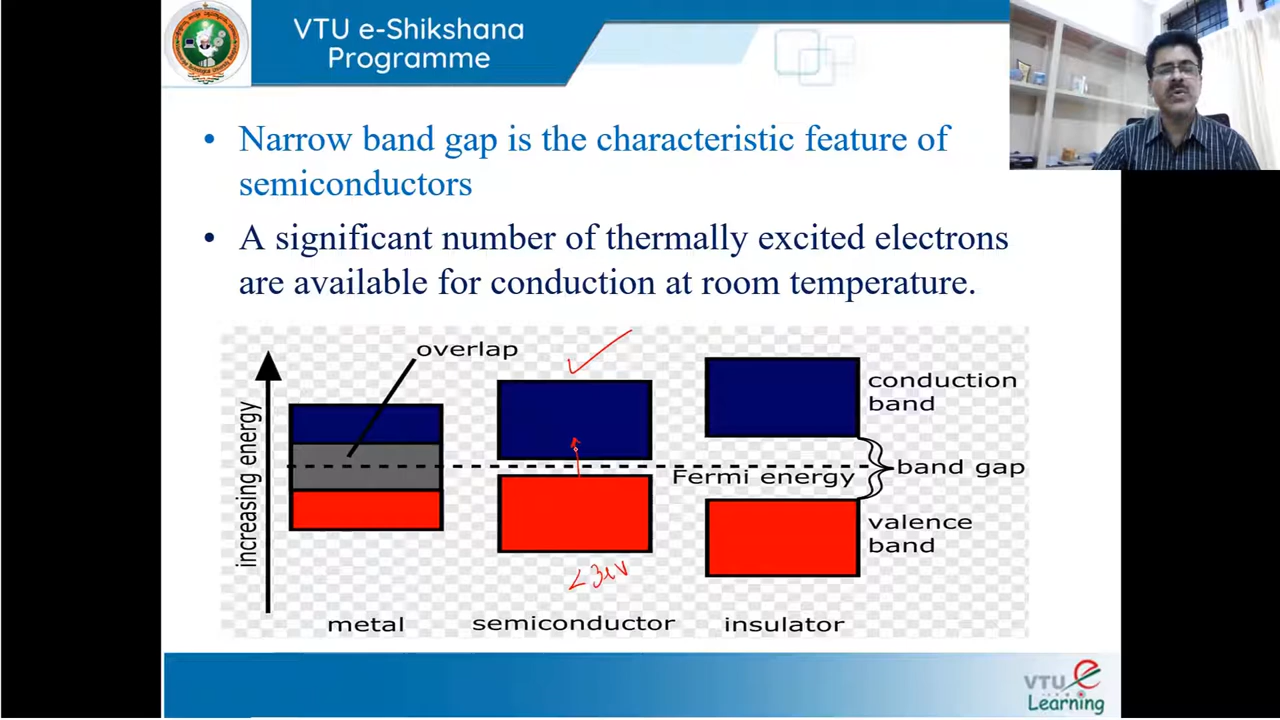 VTU e-Shikshana
Programme
• Narrow band gap is the characteristic feature of
semiconductors
• A significant number of thermally excited electrons
are available for conduction at room temperature.
overlap
increasing energy
conduction
band
Fermi energy
band gap
valence
band
<3eV
metal
semiconductor
insulator
VTU e
Learning